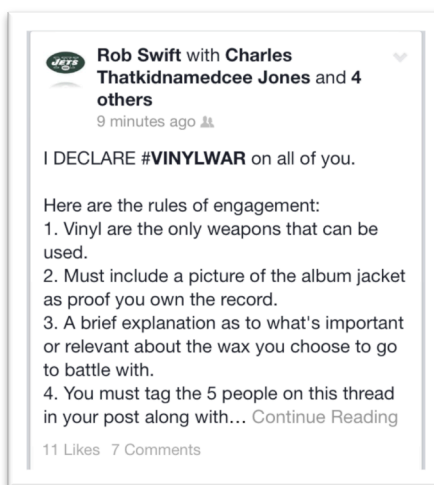 JETS
Rob Swift with Charles
Thatkidnamedcee Jones and 4
others
9 minutes ago
I DECLARE #VINYLWAR on all of you.
Here are the rules of engagement:
1. Vinyl are the only weapons that can be
used.
2. Must include a picture of the album jacket
as proof you own the record.
3. A brief explanation as to what's important
or relevant about the wax you choose to go
to battle with.
4. You must tag the 5 people on this thread
in your post along with... Continue Reading
11 Likes 7 Comments